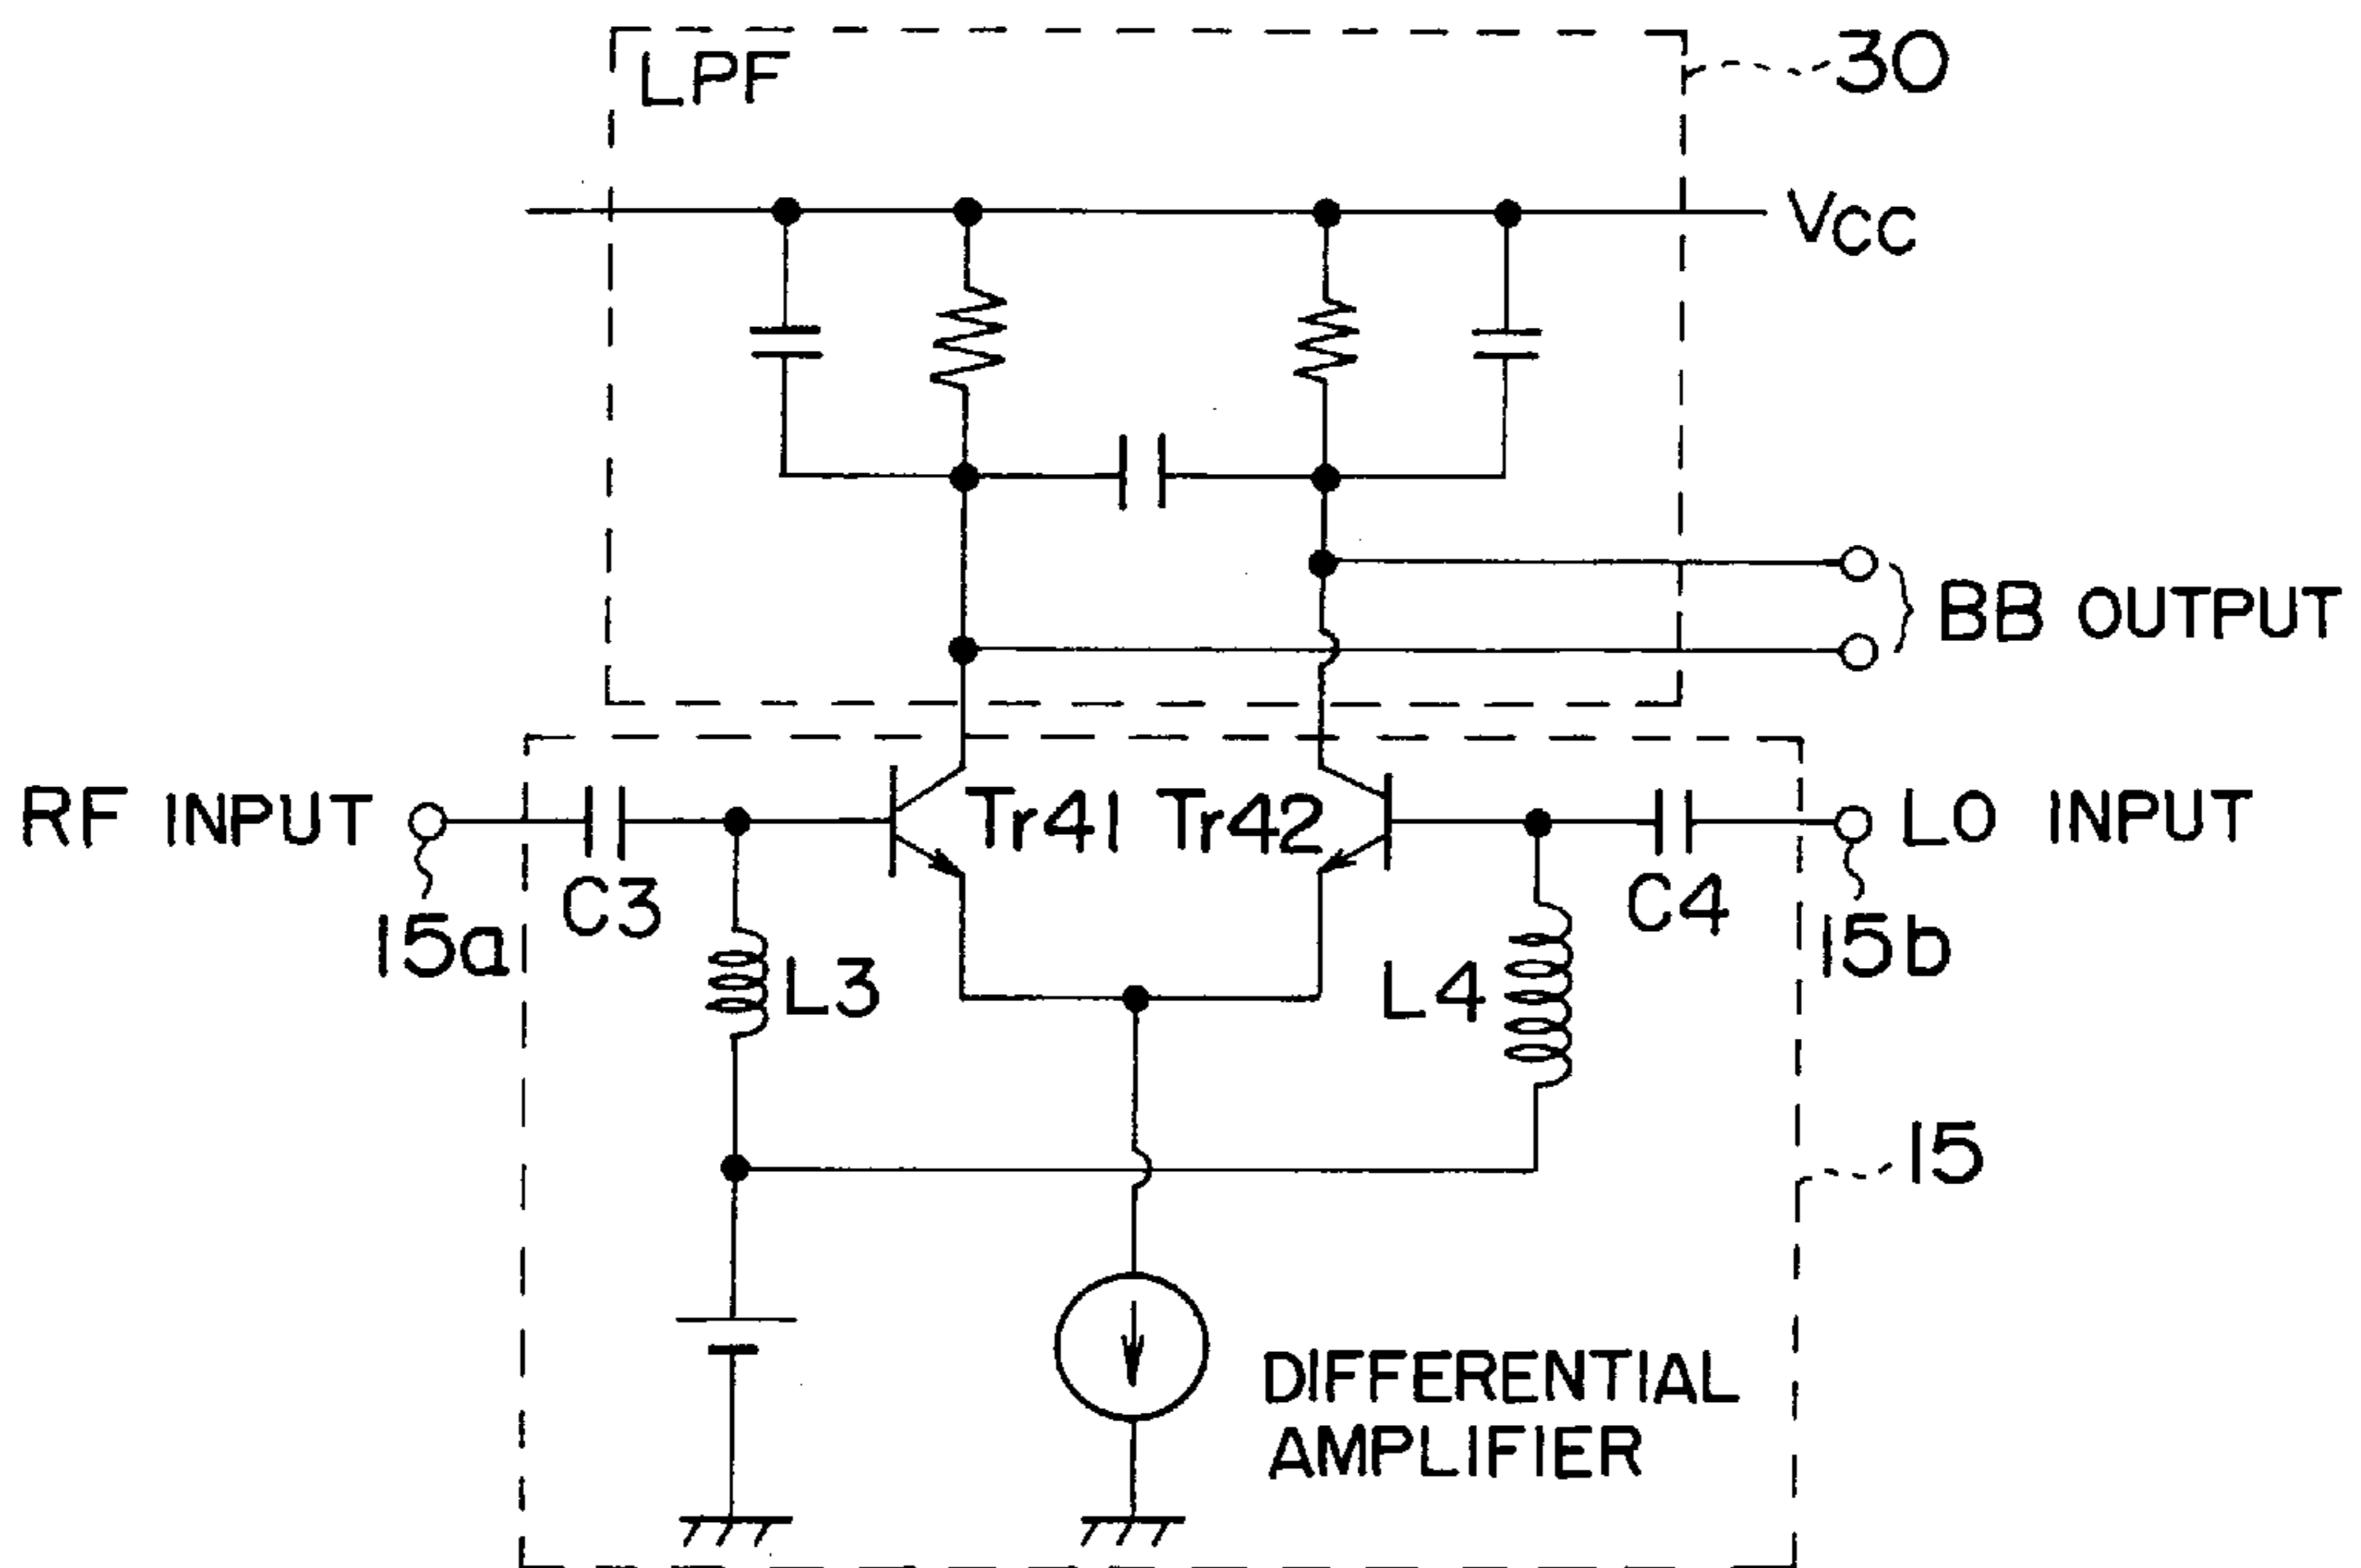 LPF
30
VCC
BB OUTPUT
RF INPUT
Tr41
Tr42
LO INPUT
C3
C4
15a
15b
L3
L4
15
DIFFERENTIAL
AMPLIFIER